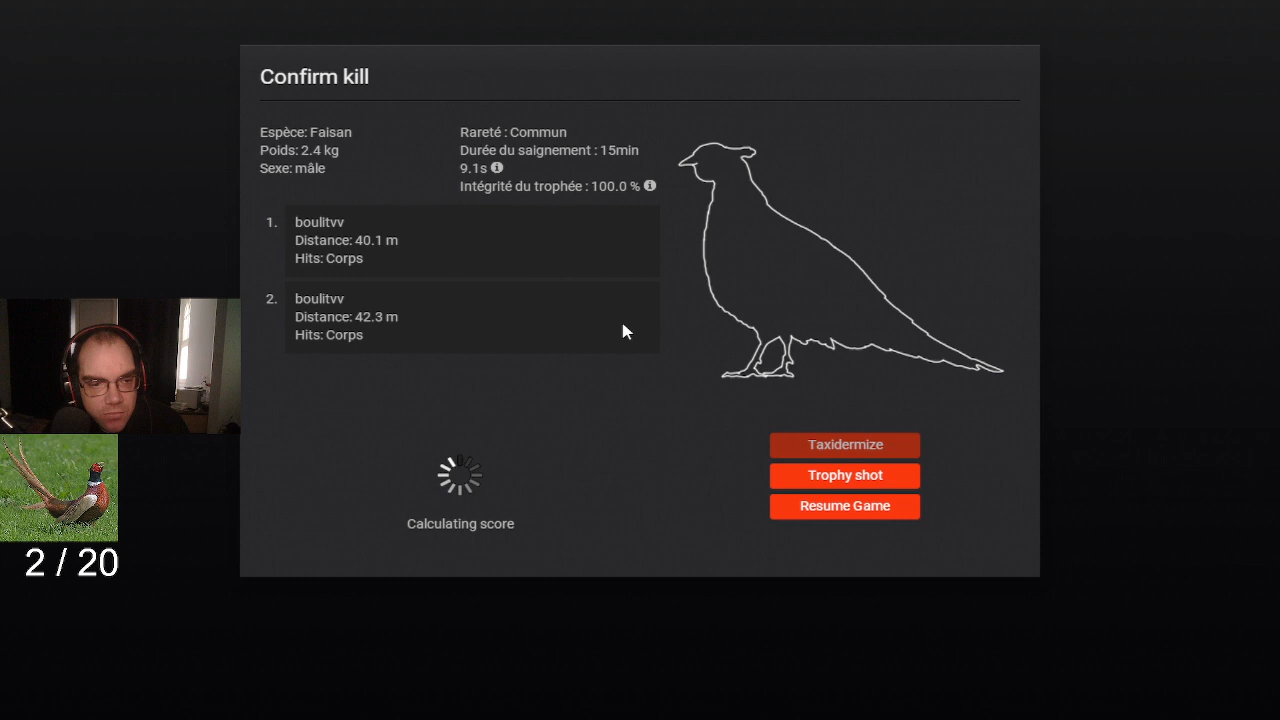 Confirm kill
Espèce: Faisan
Poids: 2.4 kg
Sexe: mâle
Rareté : Commun
Durée du saignement : 15min
9.1s
Intégrité du trophée : 100.0 %
1.
boulitvv
Distance: 40.1 m
Hits: Corps
2.
boulitvv
Distance: 42.3 m
Hits: Corps
Calculating score
Taxidermize
Trophy shot
Resume Game
2 / 20